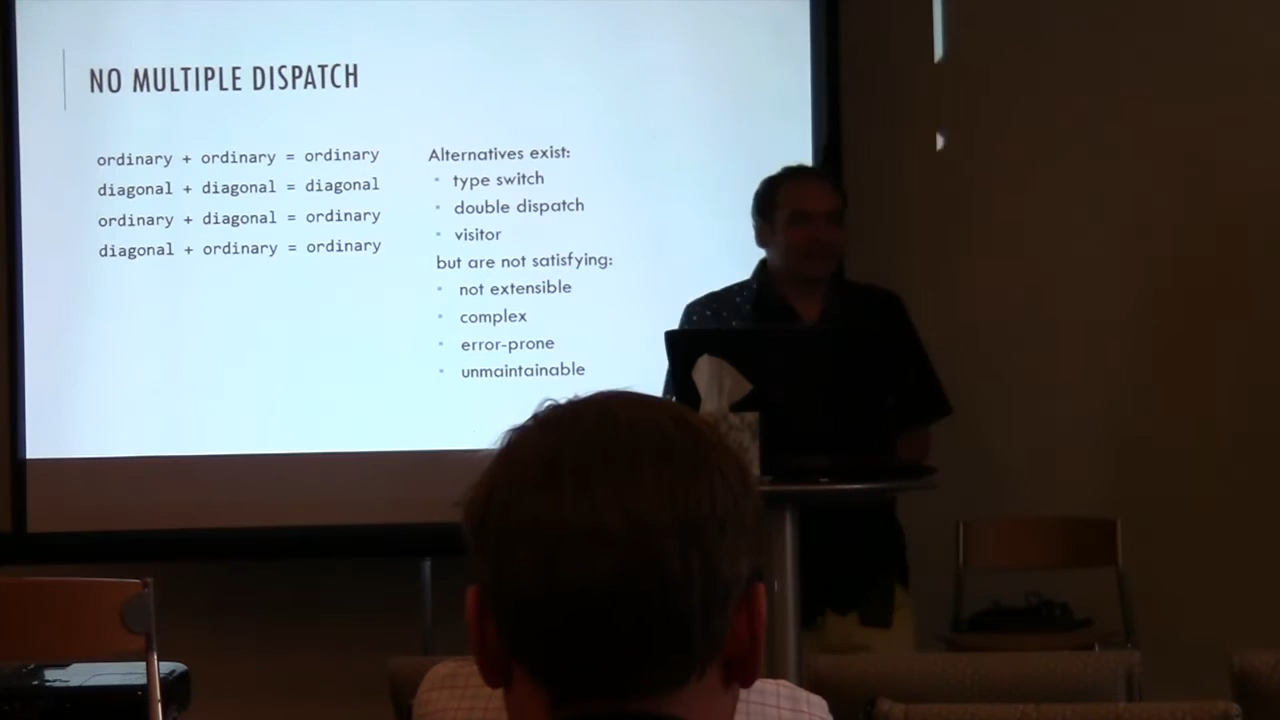 NO MULTIPLE DISPATCH
ordinary + ordinary = ordinary
diagonal + diagonal = diagonal
ordinary + diagonal = ordinary
diagonal + ordinary = ordinary
Alternatives exist:
type switch
double dispatch
visitor
but are not satisfying:
not extensible
complex
error-prone
unmaintainable